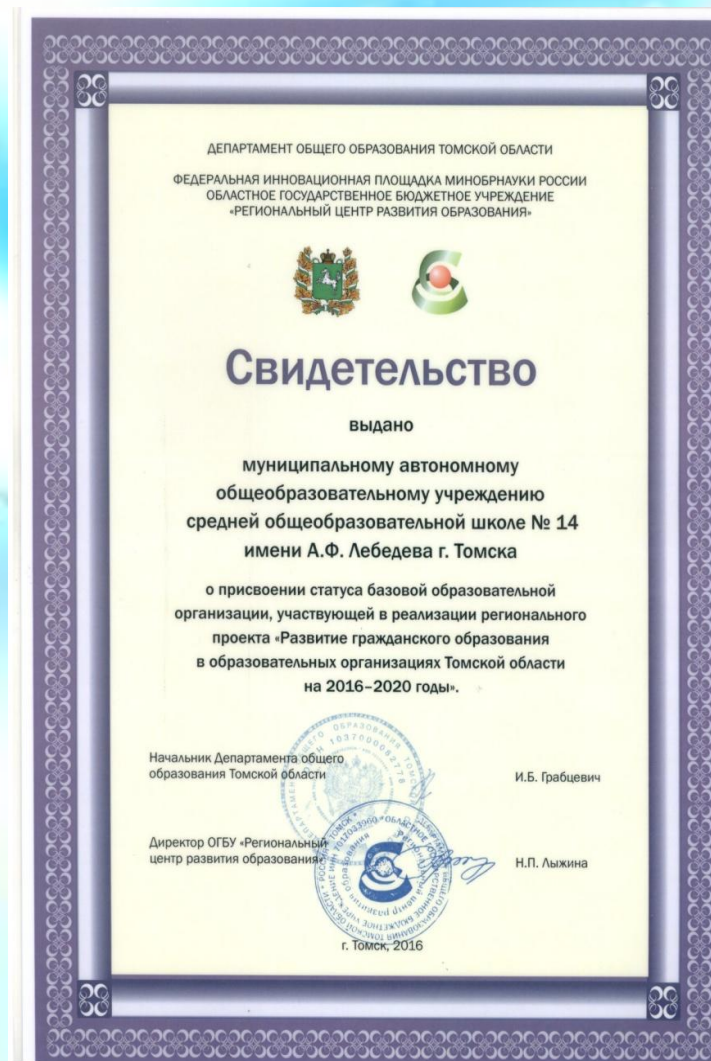 ДЕПАРТАМЕНТ ОБЩЕГО ОБРАЗОВАНИЯ ТОМСКОЙ ОБЛАСТИ
ФЕДЕРАЛЬНАЯ ИННОВАЦИОННАЯ ПЛОЩАДКА МИНОБРНАУКИ РОССИИ
ОБЛАСТНОЕ ГОСУДАРСТВЕННОЕ БЮДЖЕТНОЕ УЧРЕЖДЕНИЕ
«РЕГИОНАЛЬНЫЙ ЦЕНТР РАЗВИТИЯ ОБРАЗОВАНИЯ»
Свидетельство
выдано
муниципальному автономному
общеобразовательному учреждению
средней общеобразовательной школе № 14
имени А.Ф. Лебедева г. Томска
о присвоении статуса базовой образовательной
организации, участвующей в реализации регионального
проекта «Развитие гражданского образования
в образовательных организациях Томской области
на 2016–2020 годы».
Начальник Департамента общего
образования Томской области
И.Б. Грабцевич
Директор ОГБУ «Региональный
центр развития образования»
Н.П. Лыжина
г. Томск, 2016